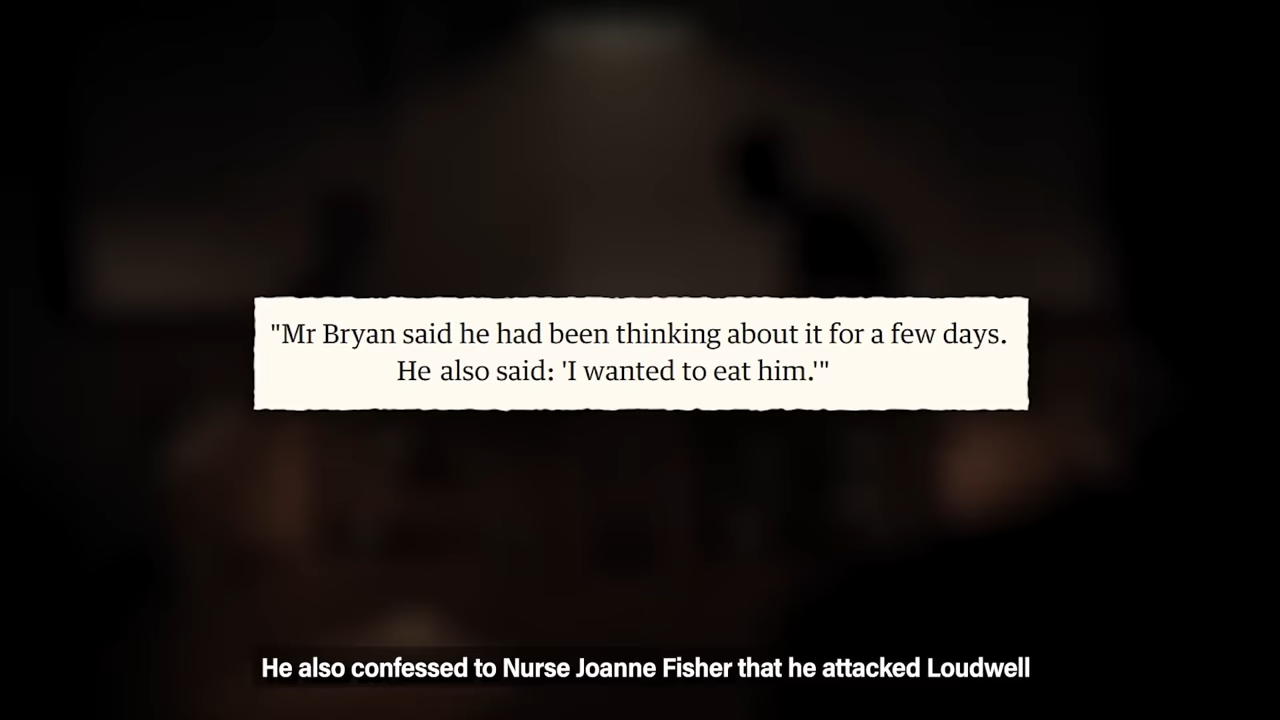 "Mr Bryan said he had been thinking about it for a few days.
He also said: 'I wanted to eat him.'"
He also confessed to Nurse Joanne Fisher that he attacked Loudwell